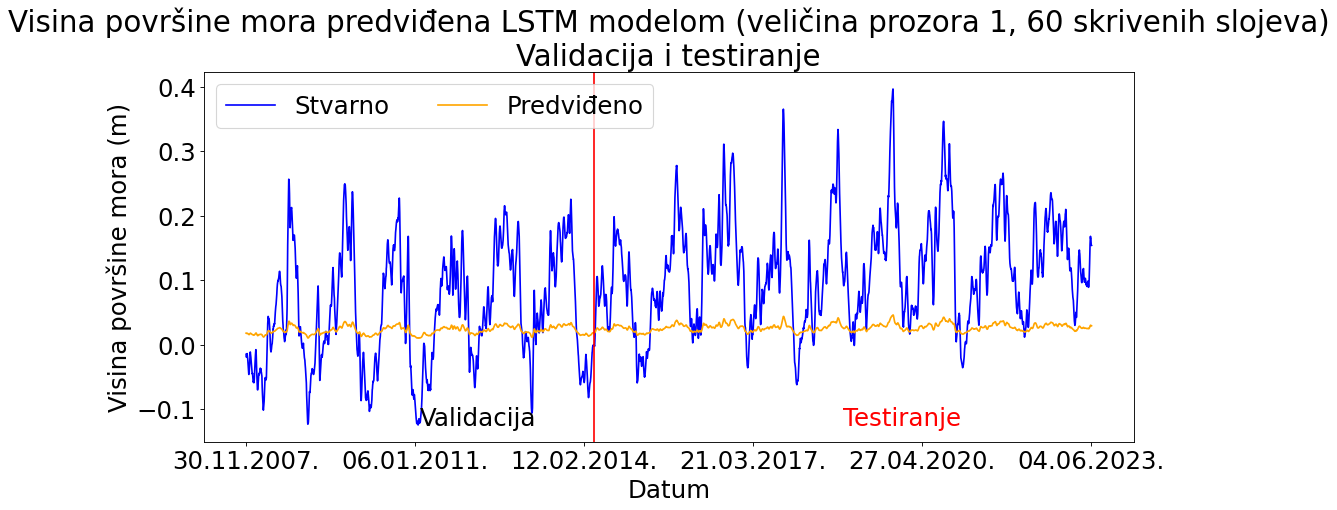 Visina površine mora predviđena LSTM modelom (veličina prozora 1, 60 skrivenih slojeva)
Validacija i testiranje
Stvarno
Predviđeno
Visina površine mora (m)
0.4
0.3
0.2
0.1
0.0
−0.1
Validacija
Testiranje
30.11.2007.
06.01.2011.
12.02.2014.
21.03.2017.
27.04.2020.
04.06.2023.
Datum